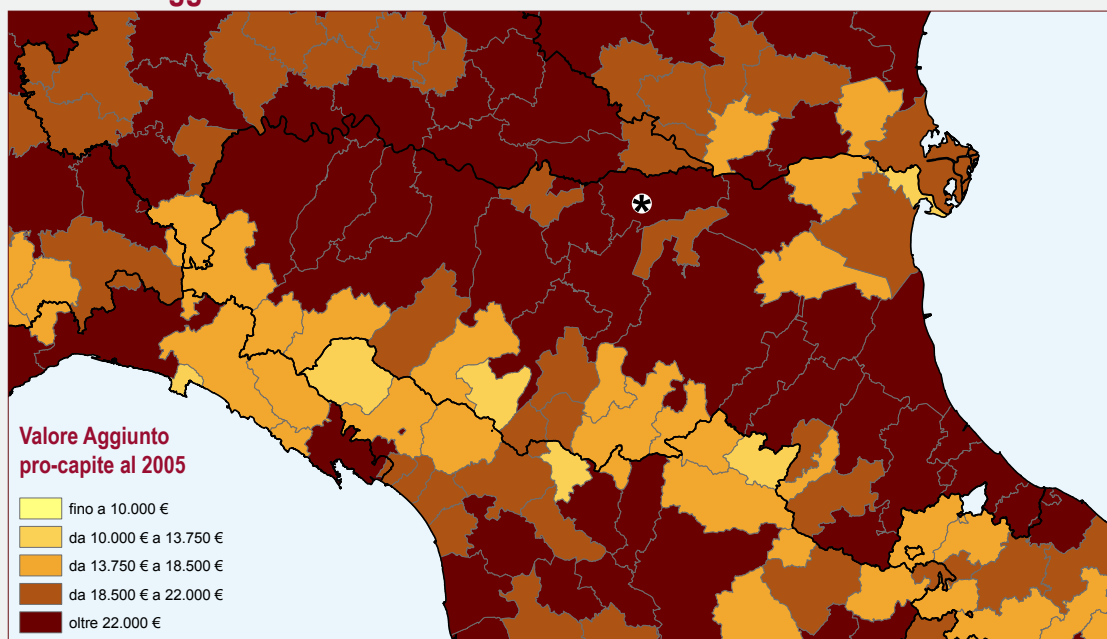 Valore Aggiunto
pro-capite al 2005
fino a 10.000 €
da 10.000 € a 13.750 €
da 13.750 € a 18.500 €
da 18.500 € a 22.000 €
oltre 22.000 €